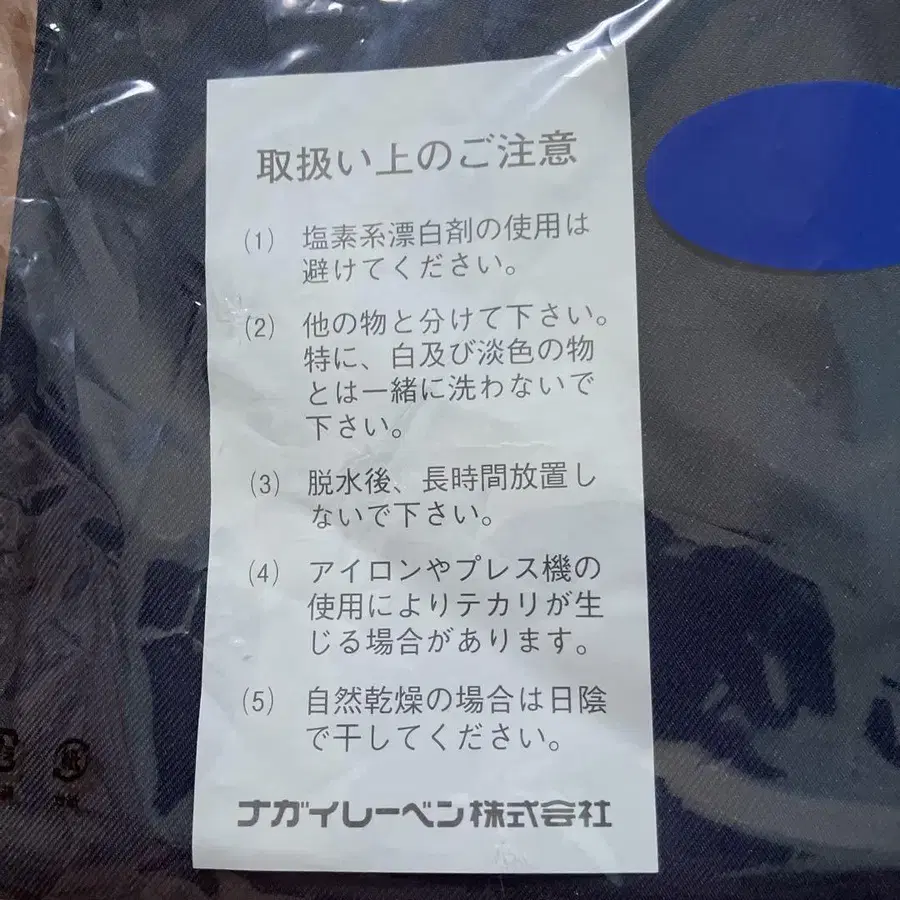 取扱い上のご注意
(1) 塩素系漂白剤の使用は
避けてください。
(2) 他の物と分けて下さい。
特に、白及び淡色の物
とは一緒に洗わないで
下さい。
(3) 脱水後、長時間放置し
ないで下さい。
(4) アイロンやプレス機の
使用によりテカリが生
じる場合があります。
(5) 自然乾燥の場合は日陰
で干してください。
ナガイレーベン株式会社